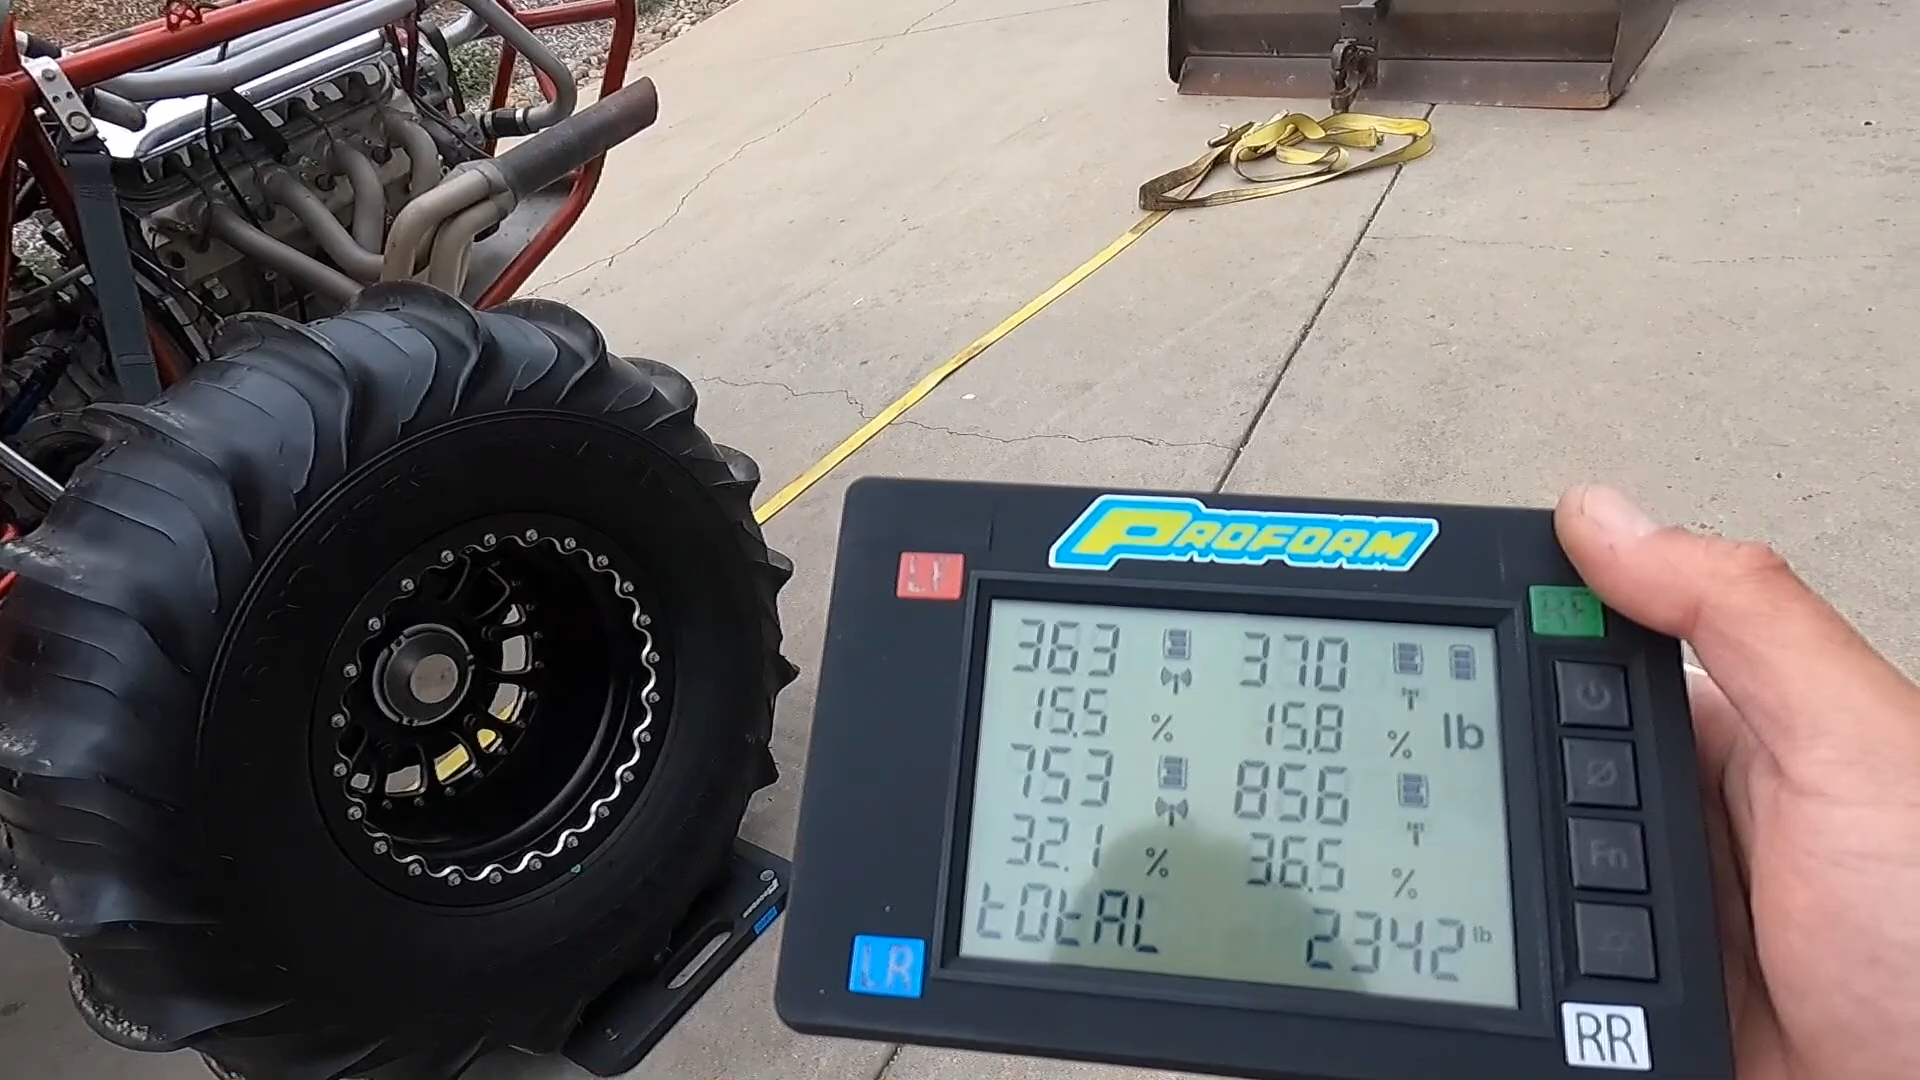 PROFORM
LF
RF
363 370
15.5 % 15.8 % lb
753 856
32.1 % 36.5 %
totAL 2342 lb
Fn
LR
RR